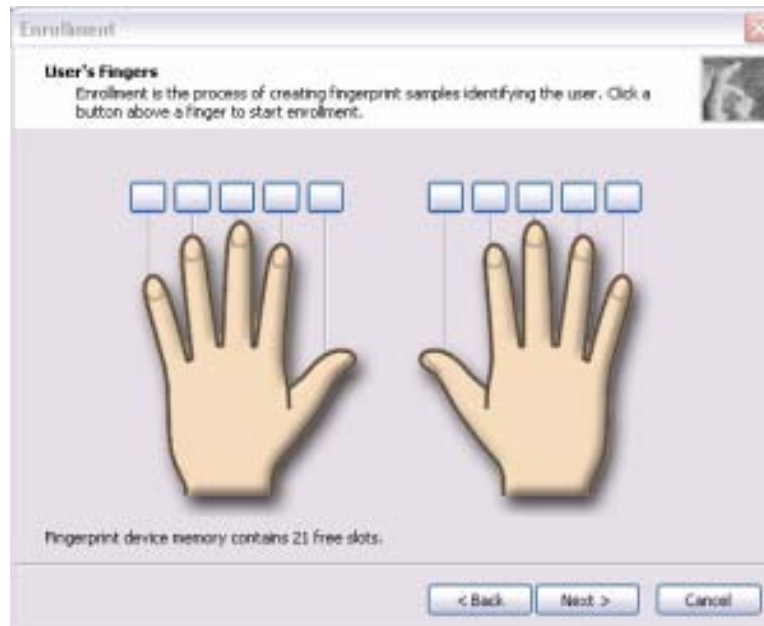 Enrollment
User's Fingers
Enrollment is the process of creating fingerprint samples identifying the user. Click a
button above a finger to start enrollment.
Fingerprint device memory contains 21 free slots.
< Back Next > Cancel